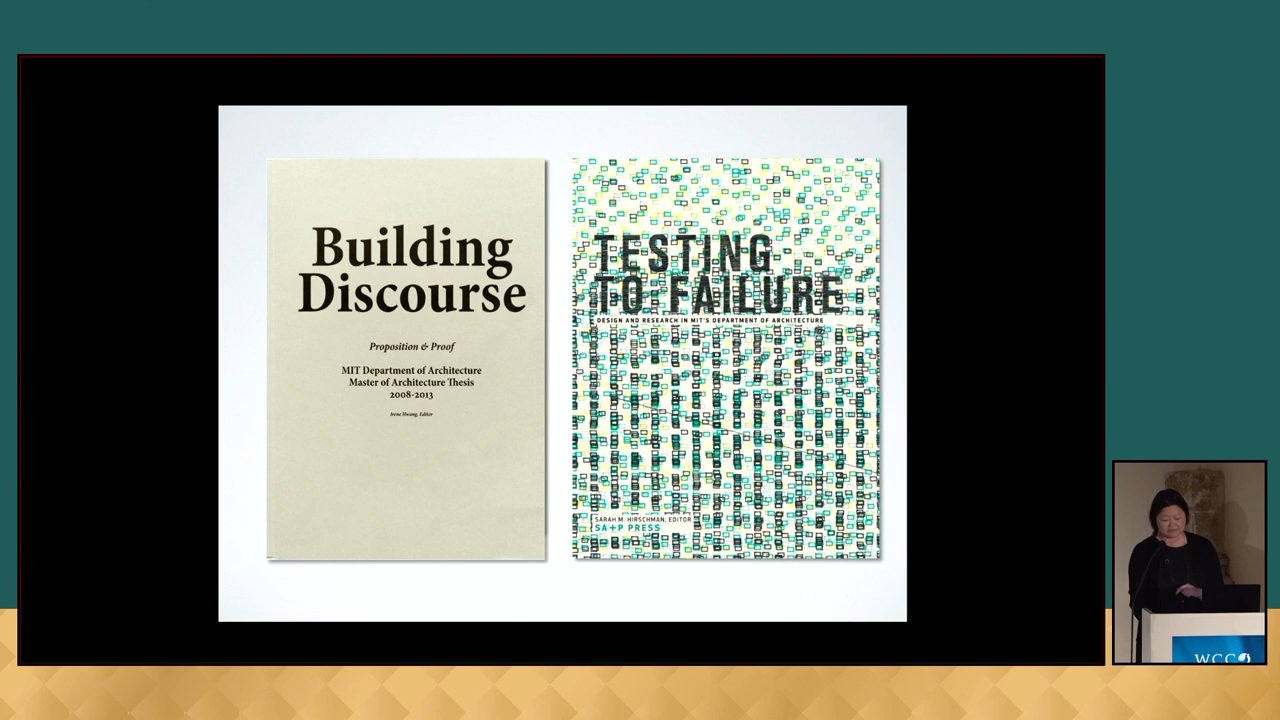 Building
Discourse
Proposition & Proof
MIT Department of Architecture
Master of Architecture Thesis
2008-2013
Irene Hwang, Editor
TESTING
TO FAILURE
DESIGN AND RESEARCH IN MIT'S DEPARTMENT OF ARCHITECTURE
SARAH M. HIRSCHMAN, EDITOR
SA+P PRESS
WCC